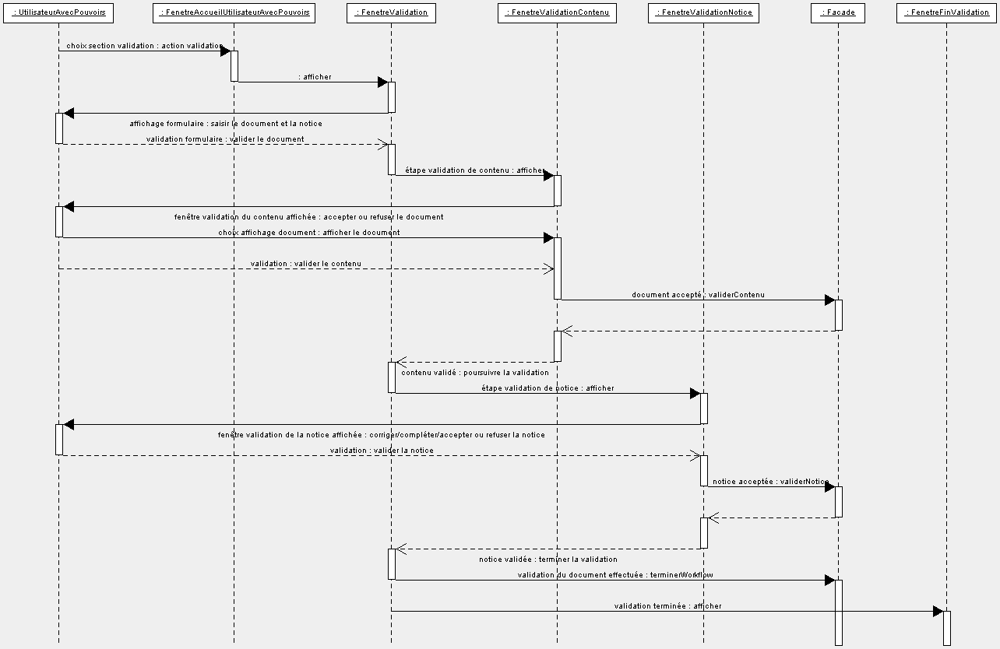 : UtilisateurAvecPouvoirs
: FenetreAccueilUtilisateurAvecPouvoirs
: FenetreValidation
: FenetreValidationContenu
: FenetreValidationNotice
: Facade
: FenetreFinValidation
choix section validation : action validation
: afficher
affichage formulaire : saisir le document et la notice
validation formulaire : valider le document
étape validation de contenu : afficher
fenêtre validation du contenu affichée : accepter ou refuser le document
choix affichage document : afficher le document
validation : valider le contenu
document accepté : validerContenu
contenu validé : poursuivre la validation
étape validation de notice : afficher
fenêtre validation de la notice affichée : corriger/compléter/accepter ou refuser la notice
validation : valider la notice
notice acceptée : validerNotice
notice validée : terminer la validation
validation du document effectuée : terminerWorkflow
validation terminée : afficher